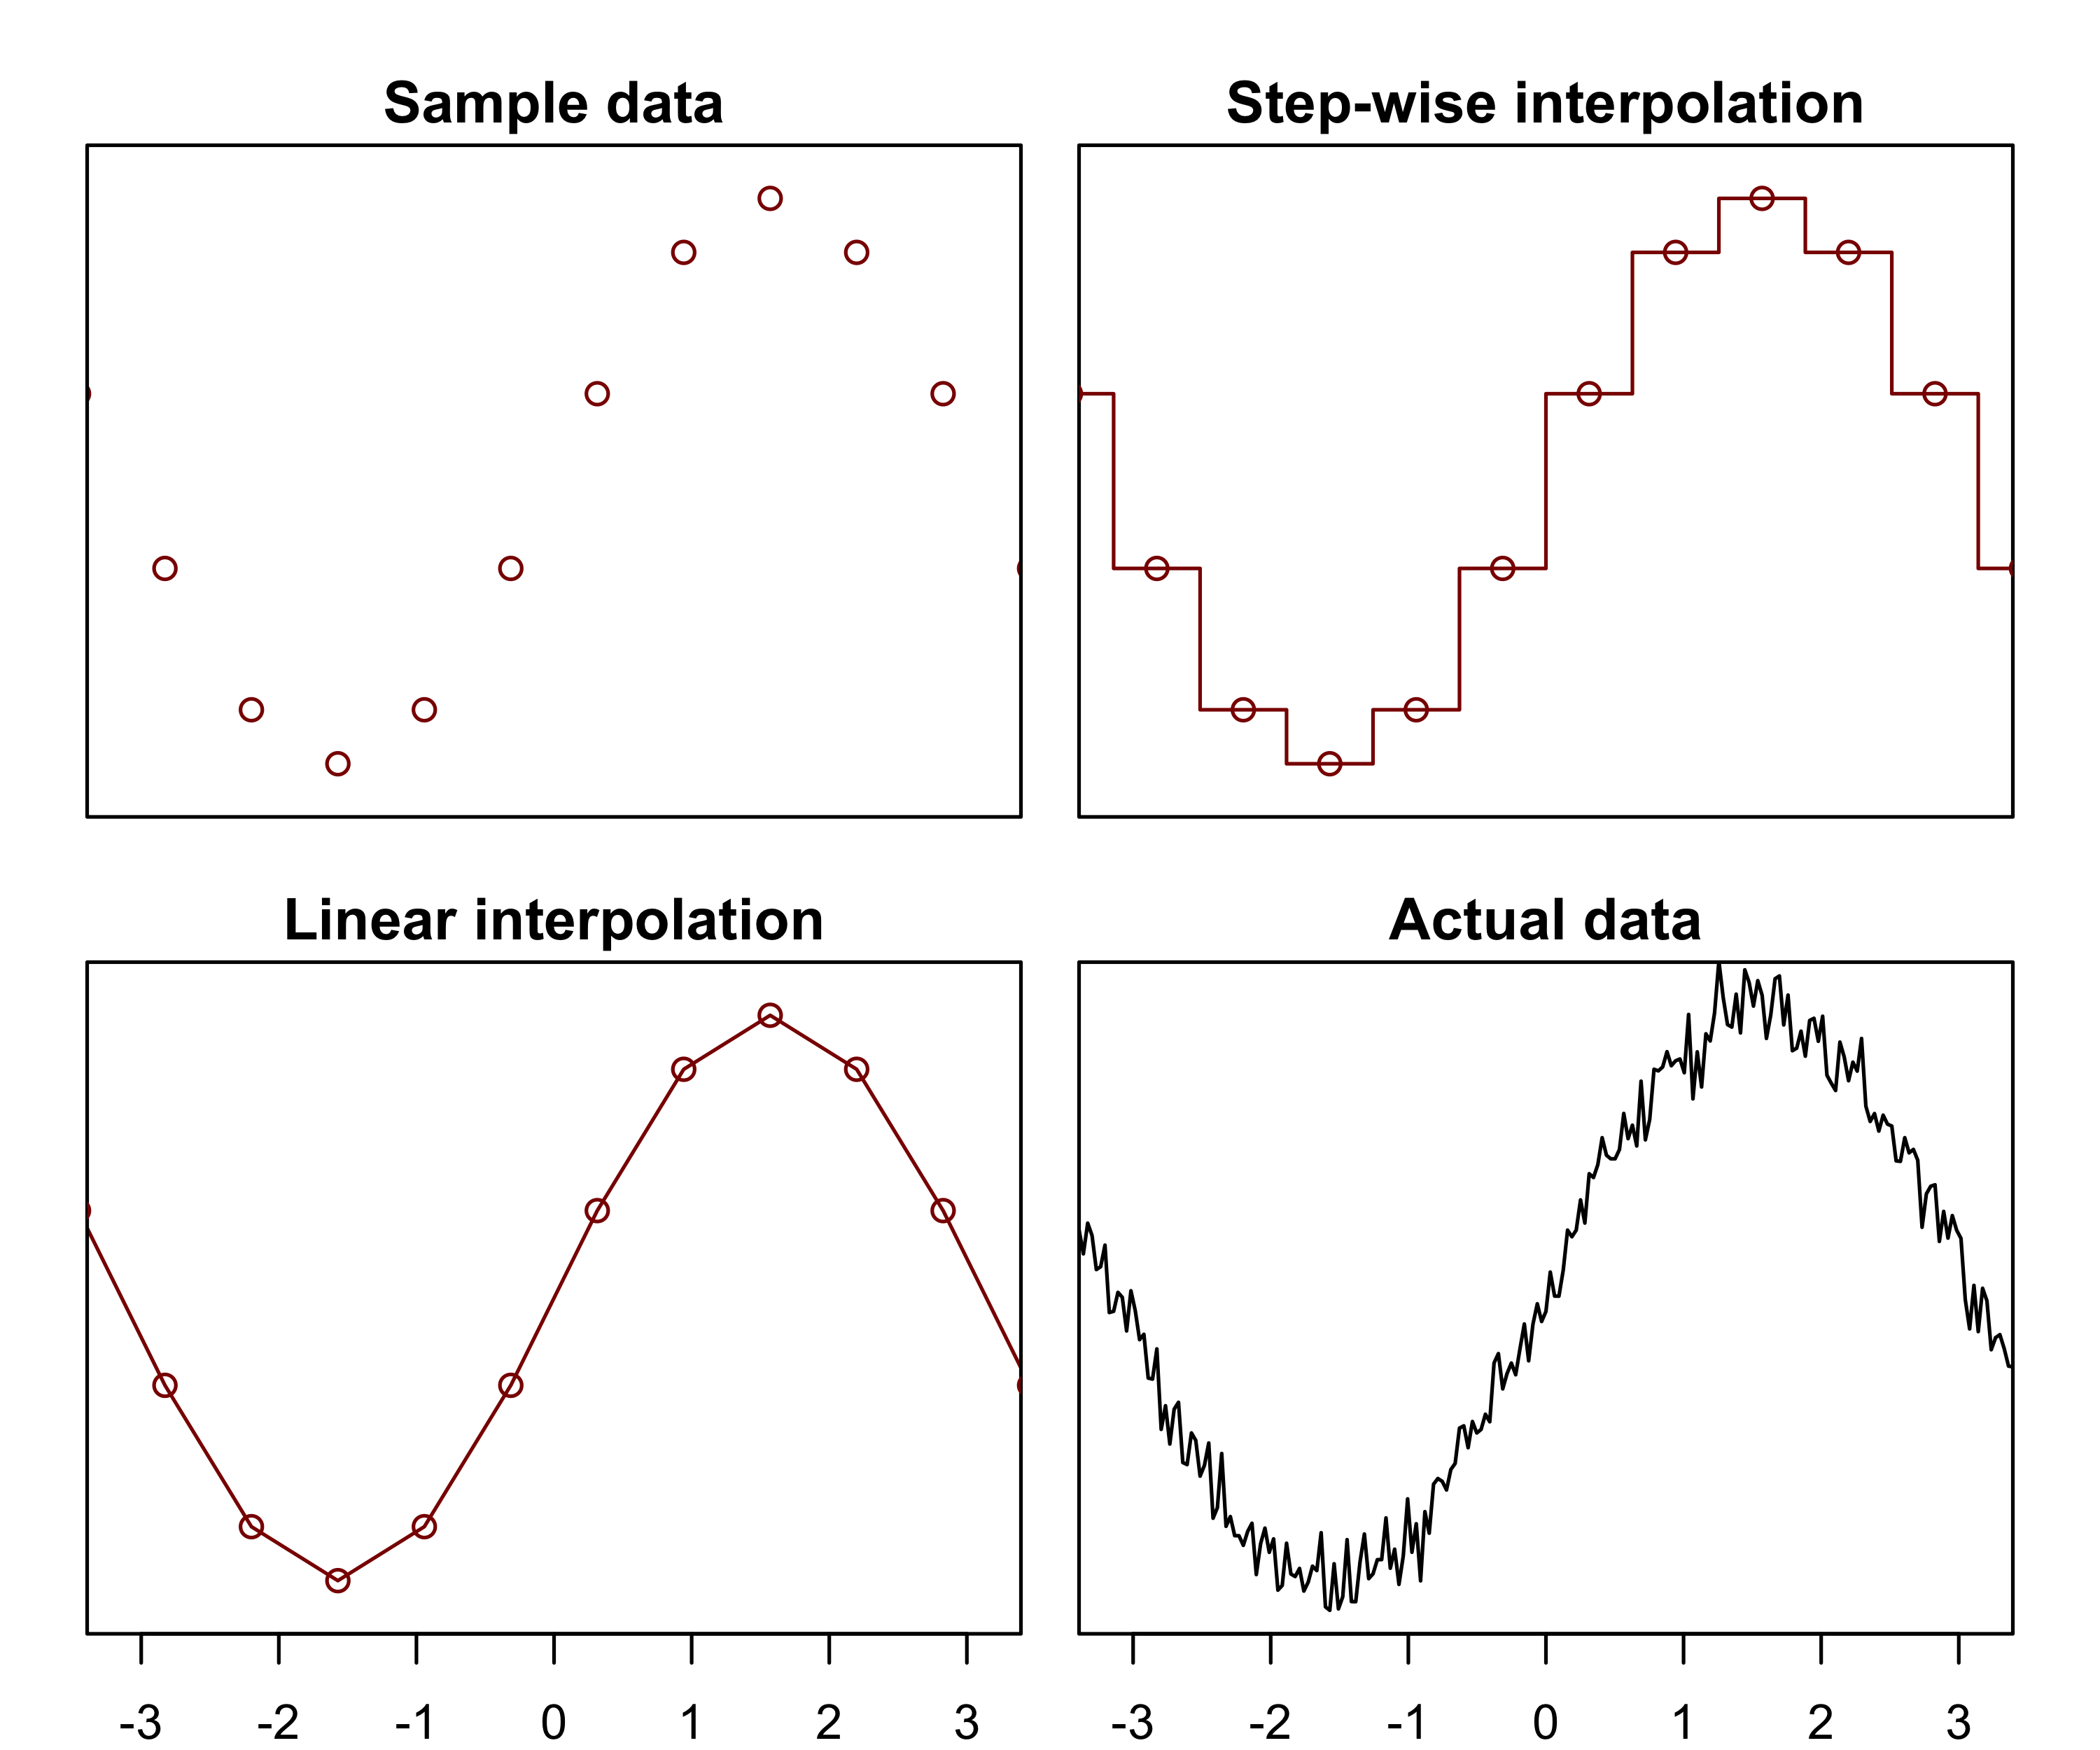 Sample data
Step-wise interpolation
Linear interpolation
Actual data
-3 -2 -1 0 1 2 3
-3 -2 -1 0 1 2 3